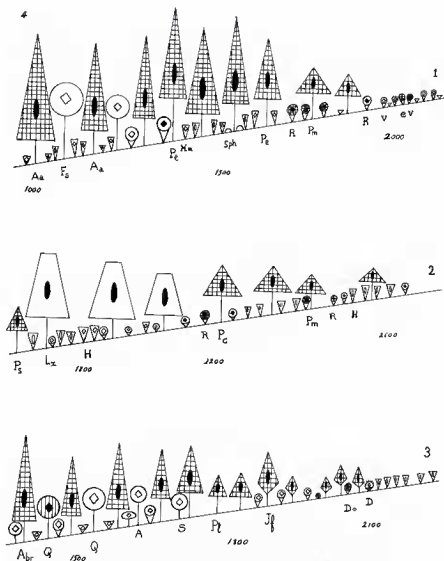 4
1
Aa Fs Aa Pe Ha Sph Pe R Pm R V eV
1000 1500 2000
2
Ps Lx H R Pc Pm R H
1800 2200 2600
3
Abr Q Q A S Pl Jf Do D
1500 1800 2100